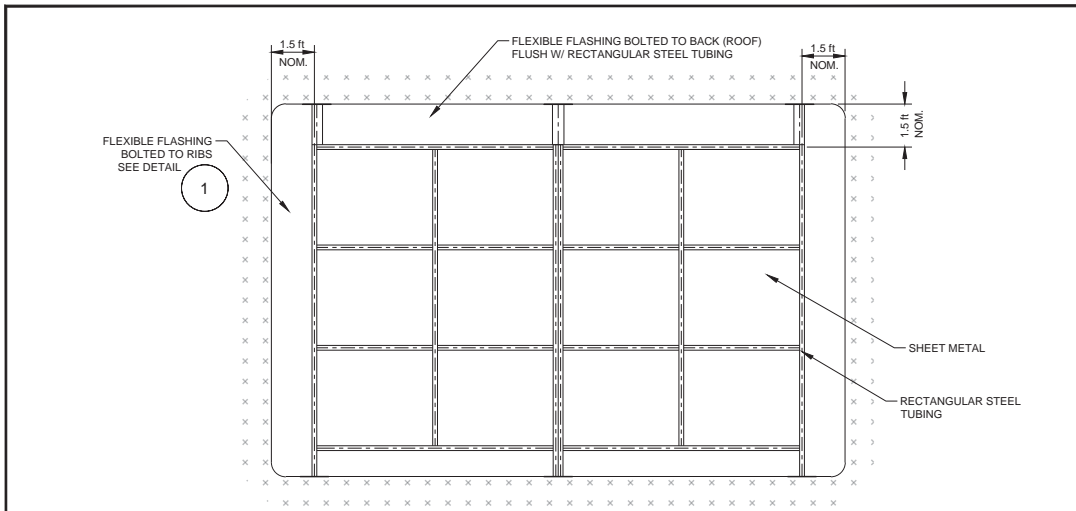 1.5 ft
NOM.
FLEXIBLE FLASHING BOLTED TO BACK (ROOF)
FLUSH W/ RECTANGULAR STEEL TUBING
1.5 ft
NOM.
1.5 ft
NOM.
FLEXIBLE FLASHING
BOLTED TO RIBS
SEE DETAIL
1
SHEET METAL
RECTANGULAR STEEL
TUBING